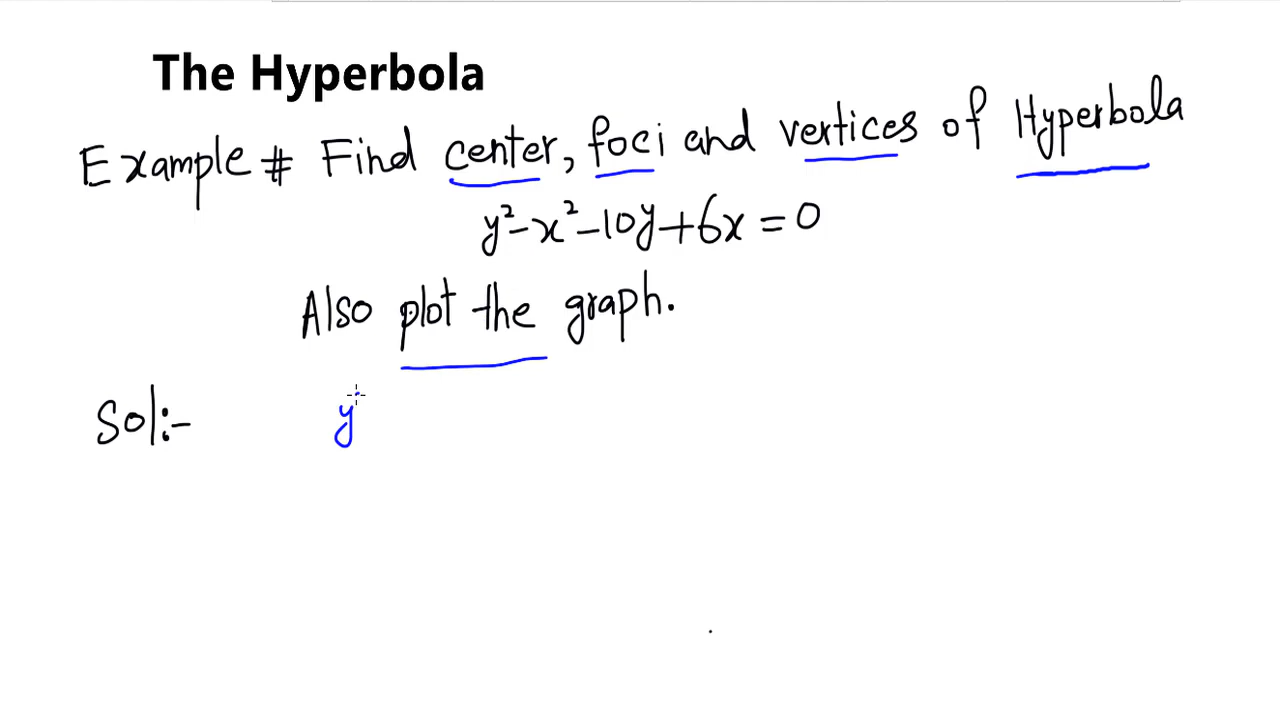 The Hyperbola
Example # Find center, foci and vertices of Hyperbola
y²-x²-10y+6x=0
Also plot the graph.
Sol:- y